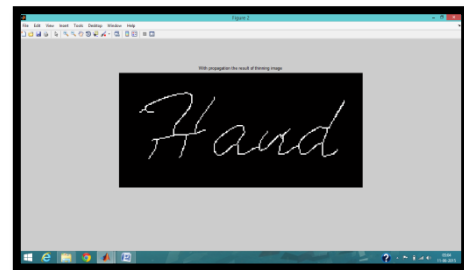 Figure 2
File Edit View Insert Tools Desktop Window Help
With propagation the result of thinning image
Hand